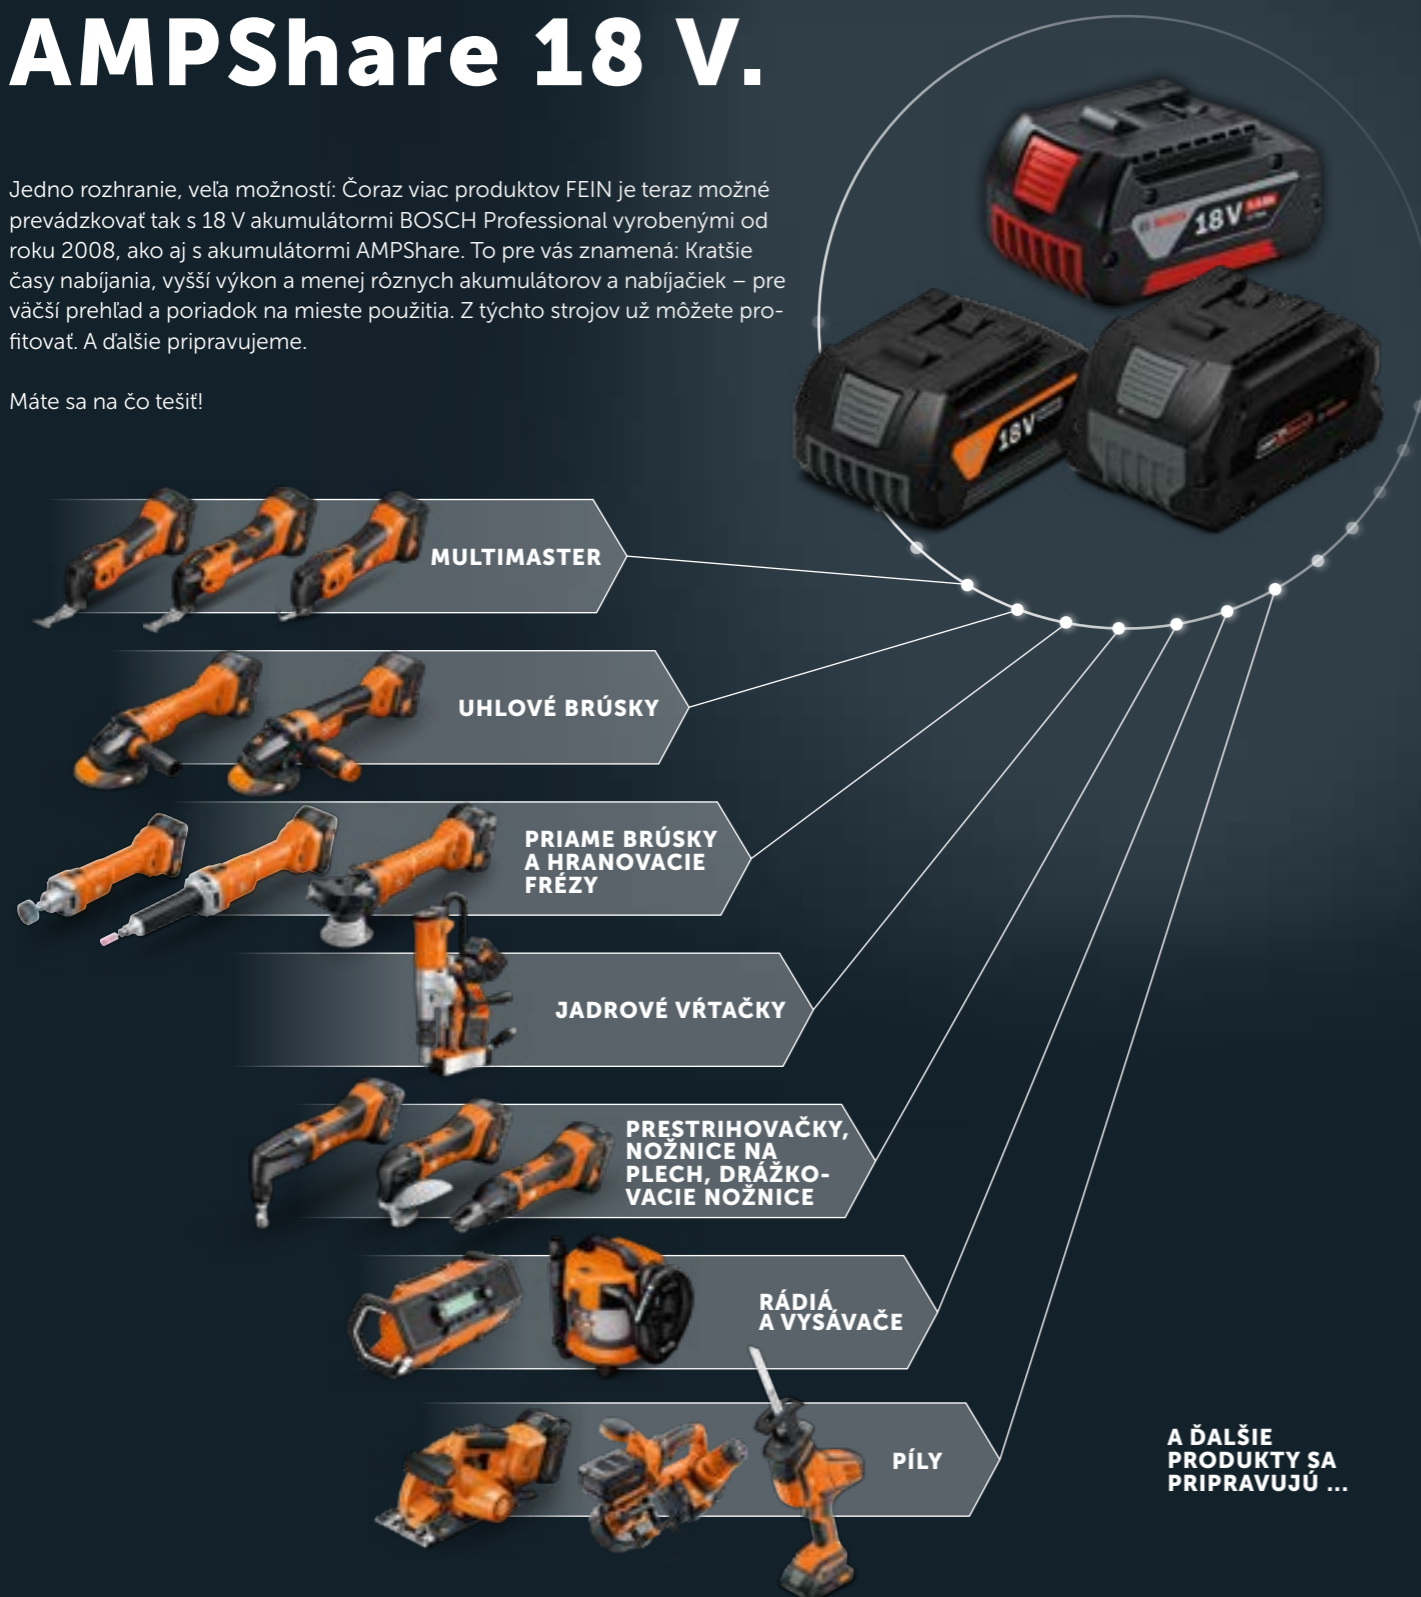 AMPShare 18 V.
Jedno rozhranie, veľa možností: Čoraz viac produktov FEIN je teraz možné
prevádzkovať tak s 18 V akumulátormi BOSCH Professional vyrobenými od
roku 2008, ako aj s akumulátormi AMPShare. To pre vás znamená: Kratšie
časy nabíjania, vyšší výkon a menej rôznych akumulátorov a nabíjačiek – pre
väčší prehľad a poriadok na mieste použitia. Z týchto strojov už môžete pro-
fitovať. A ďalšie pripravujeme.
Máte sa na čo tešiť!
BOSCH 18V
18V
MULTIMASTER
UHLOVÉ BRÚSKY
PRIAME BRÚSKY
A HRANOVACIE
FRÉZY
JADROVÉ VŔTAČKY
PRESTRIHOVAČKY,
NOŽNICE NA
PLECH, DRÁŽKO-
VACIE NOŽNICE
RÁDIÁ
A VYSÁVAČE
PÍLY
A ĎALŠIE
PRODUKTY SA
PRIPRAVUJÚ ...